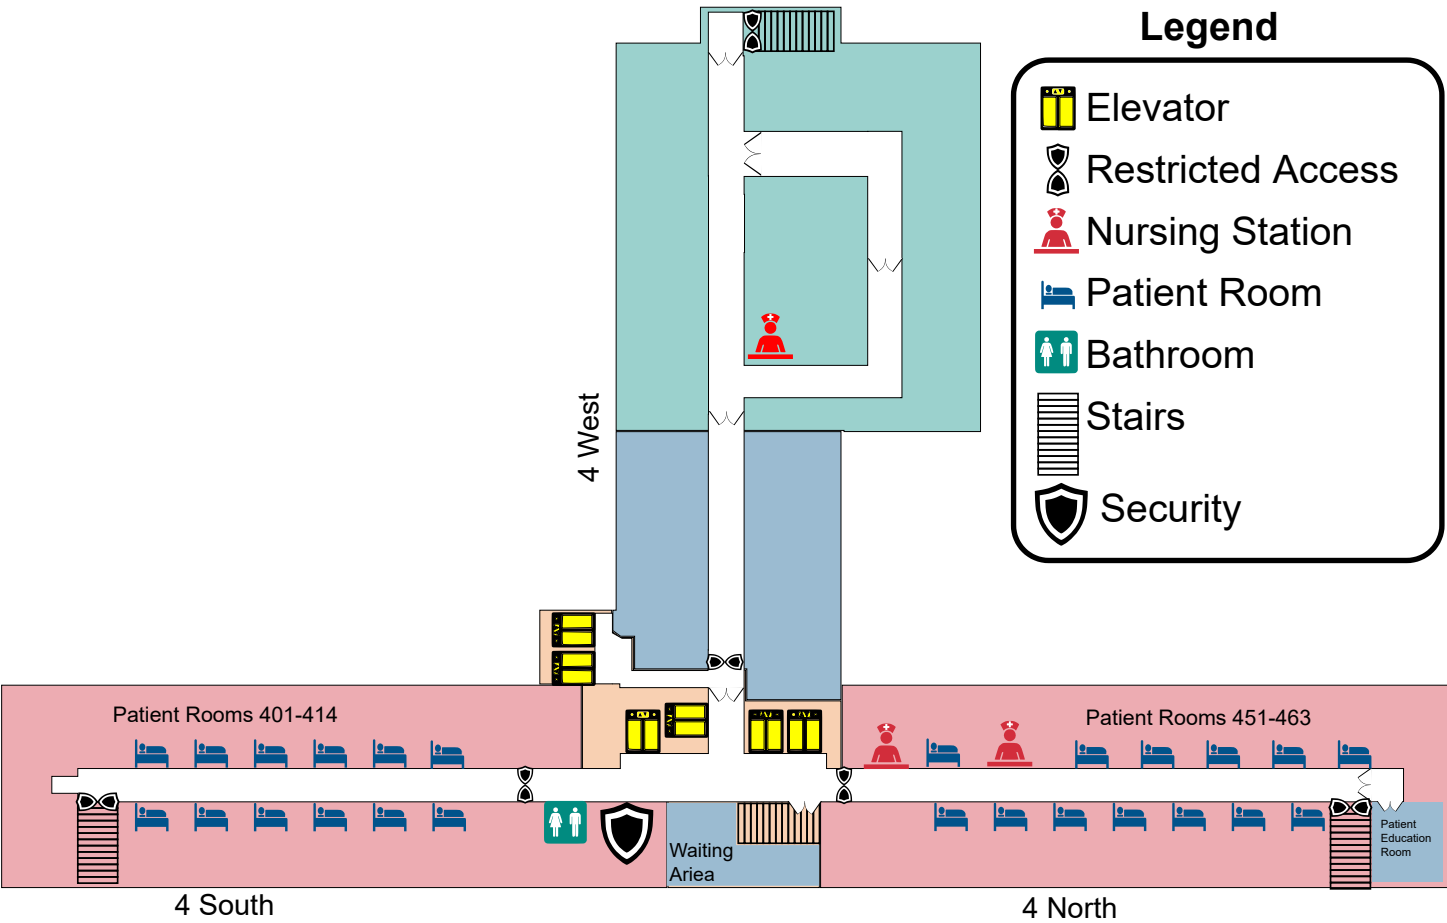 Legend
Elevator
Restricted Access
Nursing Station
Patient Room
Bathroom
Stairs
Security
4 West
Patient Rooms 401-414
Patient Rooms 451-463
Waiting
Ariea
Patient
Education
Room
4 South
4 North